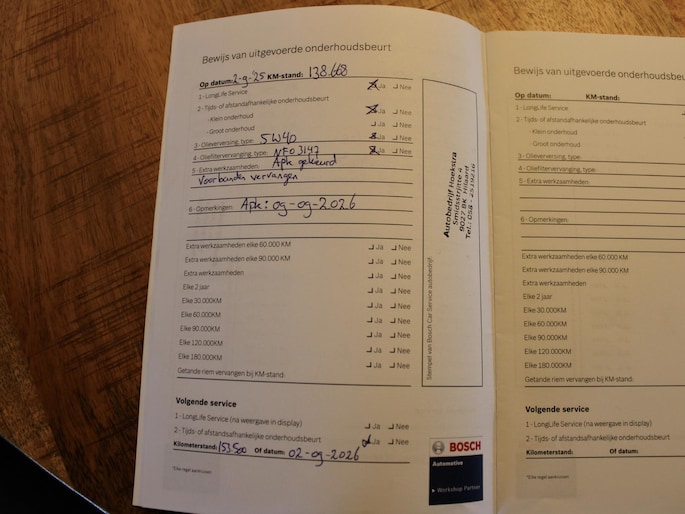 Bewijs van uitgevoerde onderhoudsbeurt
Op datum: 2-9-'25 KM-stand: 138.668
1 - LongLife Service Ja Nee
2 - Tijds- of afstandsafhankelijke onderhoudsbeurt
- Klein onderhoud Ja Nee
- Groot onderhoud Ja Nee
3 - Olieverversing, type: 5W40 Ja Nee
4 - Oliefiltervervanging, type: NFO3147 Ja Nee
5 - Extra werkzaamheden: Apk gekeurd
Voorbanden vervangen
6 - Opmerkingen: Apk: 09-09-2026
Extra werkzaamheden elke 60.000 KM Ja Nee
Extra werkzaamheden elke 90.000 KM Ja Nee
Extra werkzaamheden Ja Nee
Elke 2 jaar Ja Nee
Elke 30.000KM Ja Nee
Elke 60.000KM Ja Nee
Elke 90.000KM Ja Nee
Elke 120.000KM Ja Nee
Elke 180.000KM Ja Nee
Getande riem vervangen bij KM-stand:
Volgende service
1 - LongLife Service (na weergave in display) Ja Nee
2 - Tijds- of afstandsafhankelijke onderhoudsbeurt Ja Nee
Kilometerstand: 153500 Of datum: 02-09-2026
Autobedrijf Hoekstra
Smidsstrjitte 4
9027 BK Hilaard
Tel.: 058 - 2519216
Stempel van Bosch Car Service autobedrijf:
BOSCH
Automotive
Workshop Partner
Bewijs van uitgevoerde onderhoudsbeu
Op datum: KM-stand:
1 - LongLife Service
2 - Tijds- of afstandsafhankelijke onderhoudsbeurt
- Klein onderhoud
- Groot onderhoud
3 - Olieverversing, type:
4 - Oliefiltervervanging, type:
5 - Extra werkzaamheden:
6 - Opmerkingen:
Extra werkzaamheden elke 60.000 KM
Extra werkzaamheden elke 90.000 KM
Extra werkzaamheden
Elke 2 jaar
Elke 30.000KM
Elke 60.000KM
Elke 90.000KM
Elke 120.000KM
Elke 180.000KM
Getande riem vervangen bij KM-stand:
Volgende service
1 - LongLife Service (na weergave in display)
2 - Tijds- of afstandsafhankelijke onderhoudsbeurt
Kilometerstand: Of datum: